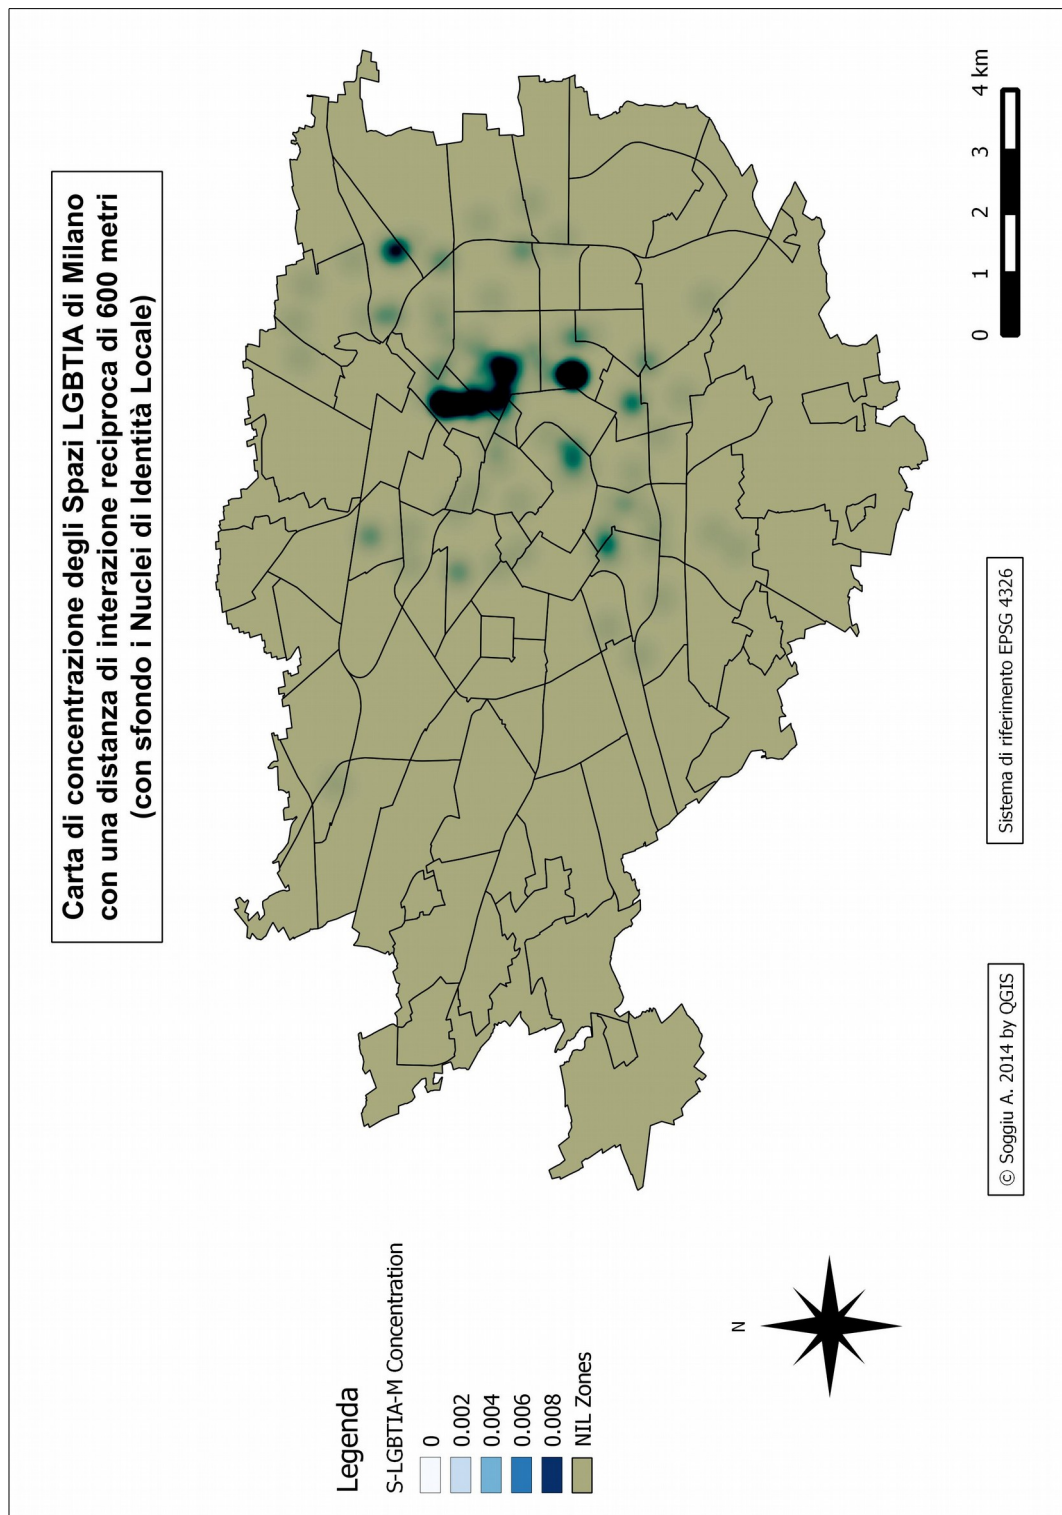 Carta di concentrazione degli Spazi LGBTIA di Milano
con una distanza di interazione reciproca di 600 metri
(con sfondo i Nuclei di Identità Locale)
Legenda
S-LGBTIA-M Concentration
0
0.002
0.004
0.006
0.008
NIL Zones
N
© Soggiu A. 2014 by QGIS
Sistema di riferimento EPSG 4326
0 1 2 3 4 km